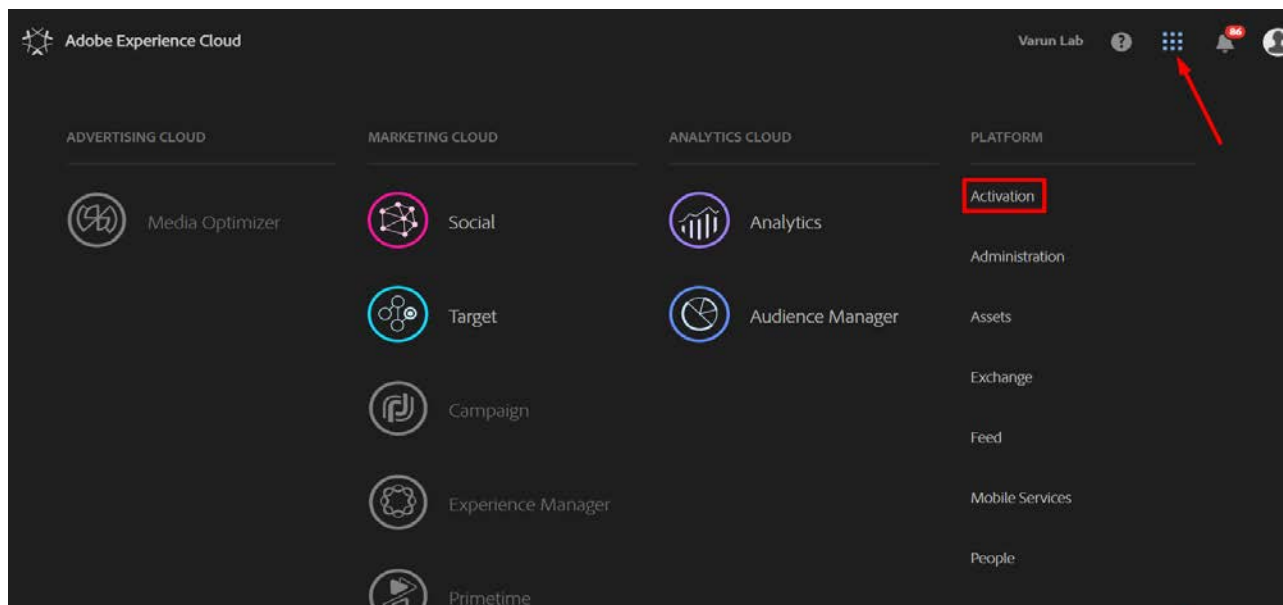 Adobe Experience Cloud
Varun Lab
?
86
ADVERTISING CLOUD
MARKETING CLOUD
ANALYTICS CLOUD
PLATFORM
Media Optimizer
Social
Analytics
Activation
Administration
Target
Audience Manager
Assets
Exchange
Campaign
Feed
Experience Manager
Mobile Services
People
Primetime